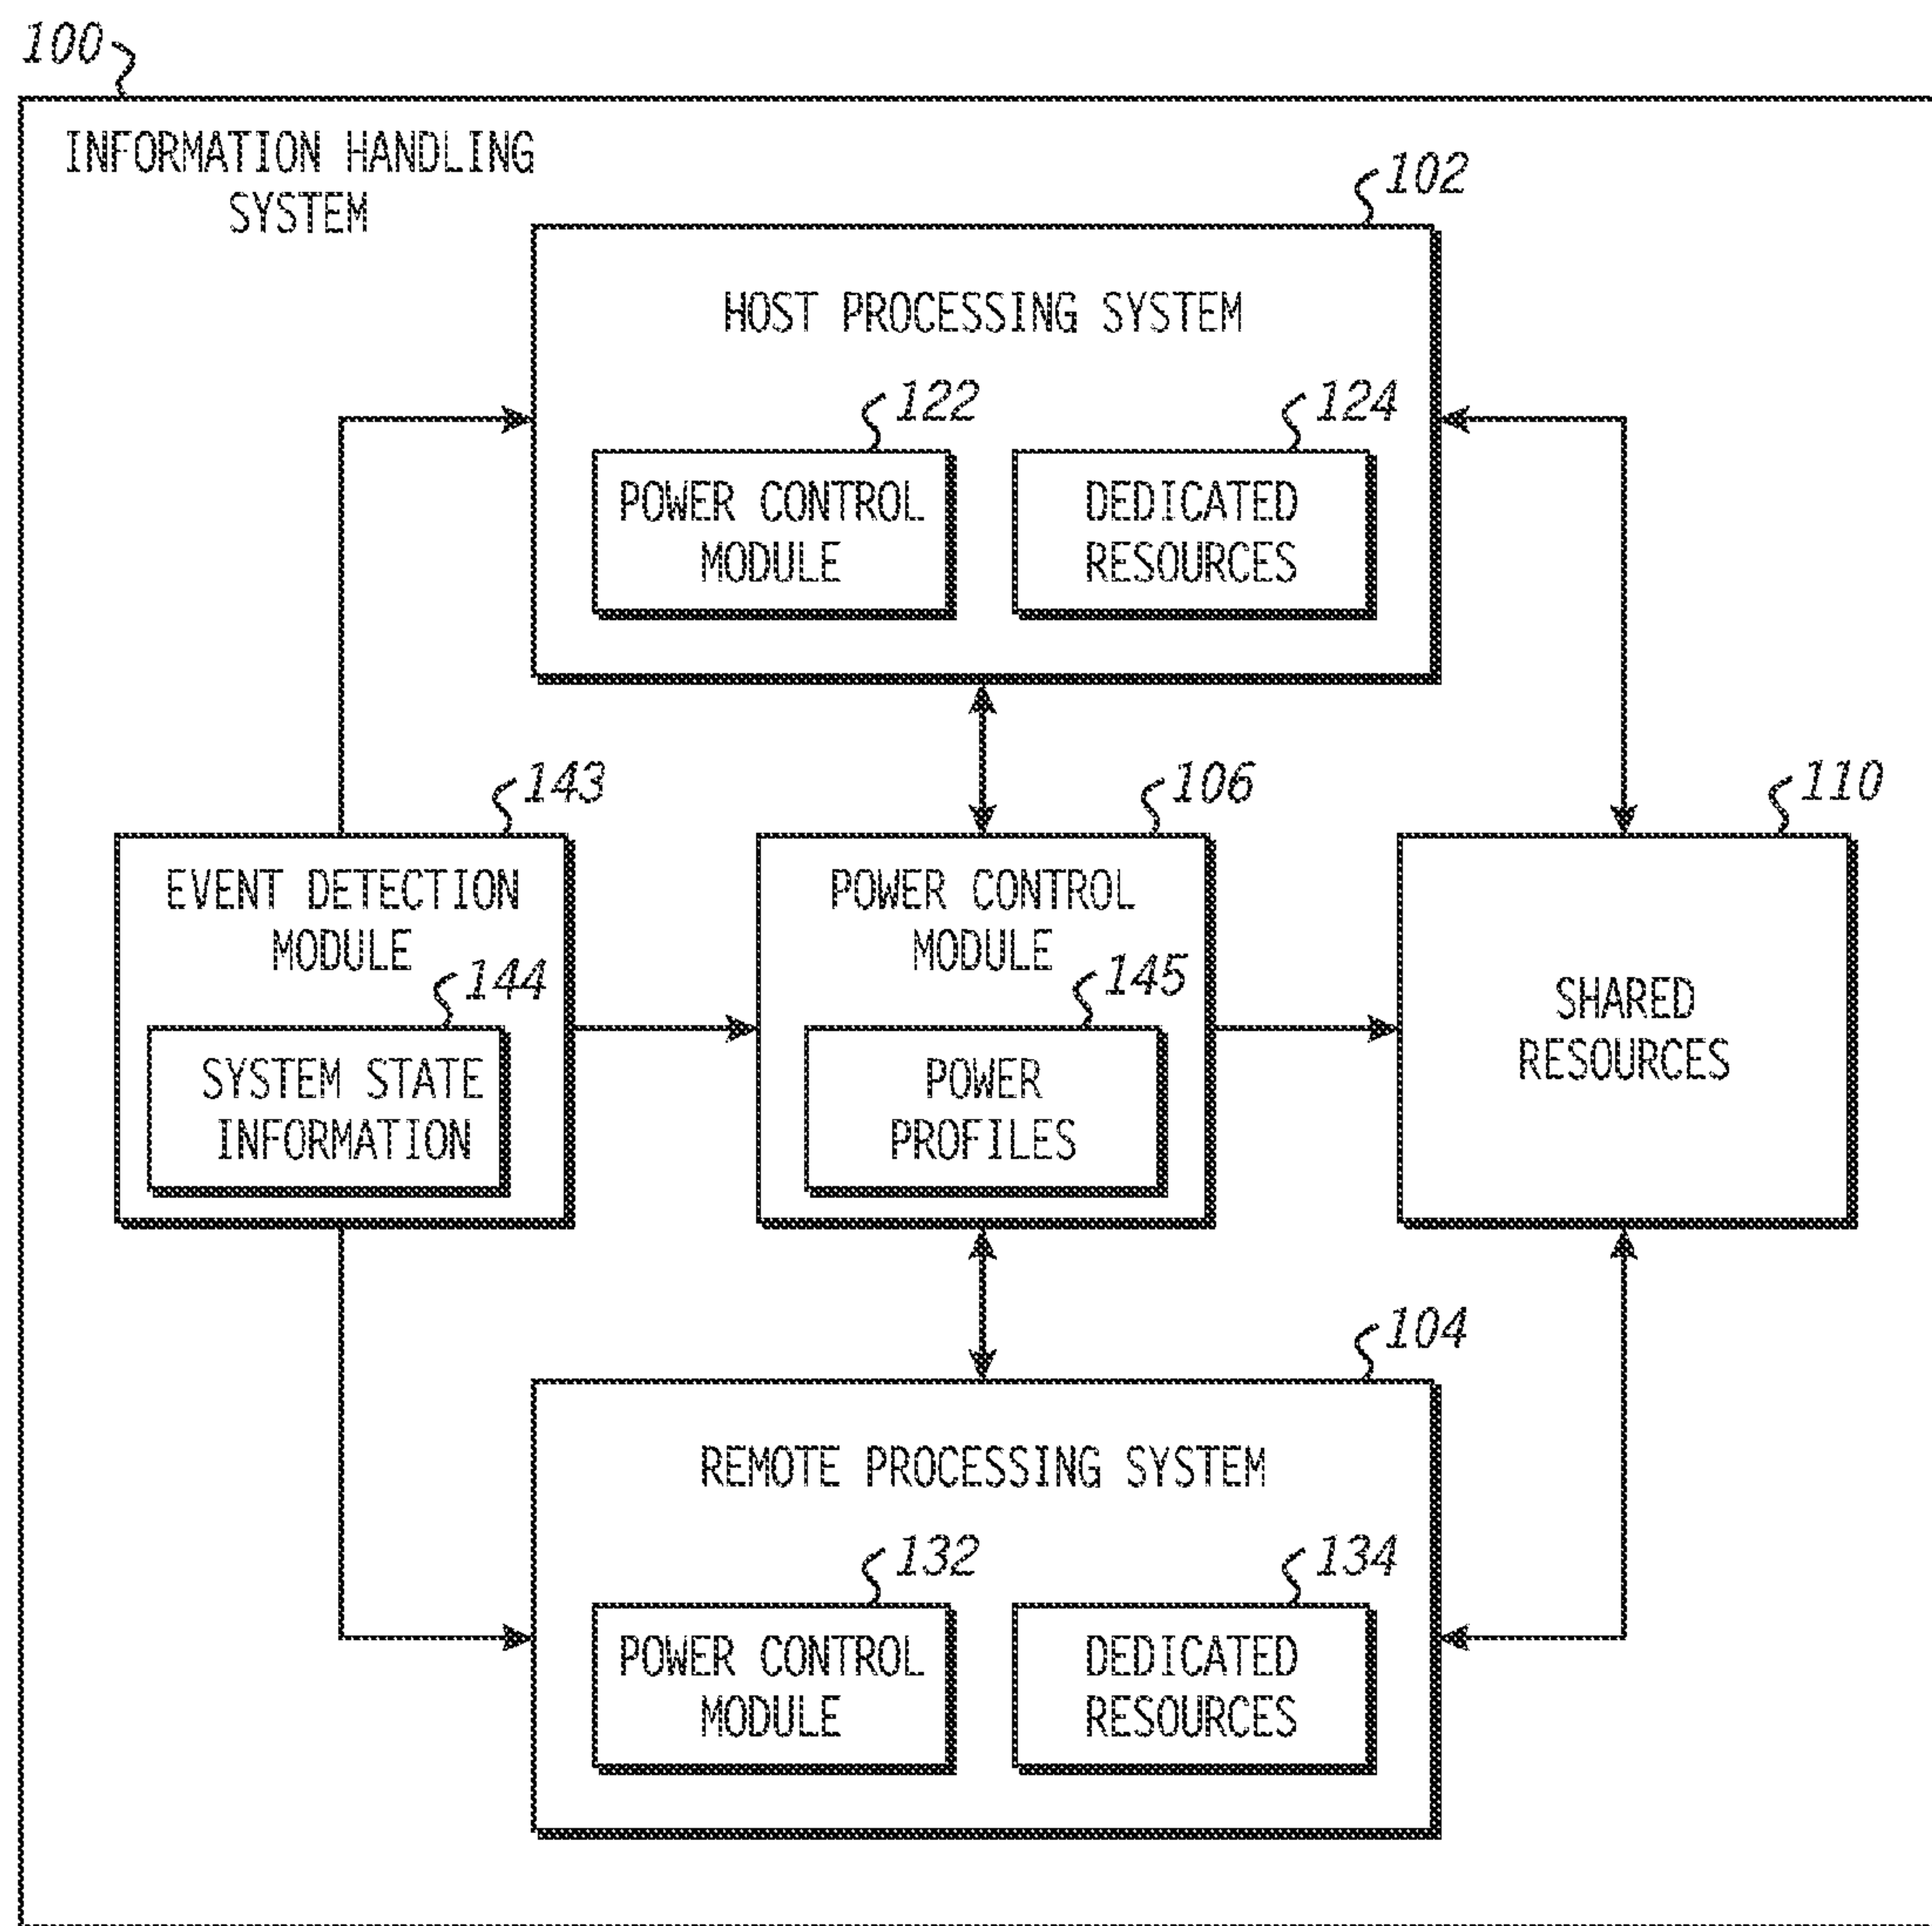 100
INFORMATION HANDLING
SYSTEM
102
HOST PROCESSING SYSTEM
122
124
POWER CONTROL
MODULE
DEDICATED
RESOURCES
143
106
110
EVENT DETECTION
MODULE
144
SYSTEM STATE
INFORMATION
POWER CONTROL
MODULE
145
POWER
PROFILES
SHARED
RESOURCES
104
REMOTE PROCESSING SYSTEM
132
134
POWER CONTROL
MODULE
DEDICATED
RESOURCES